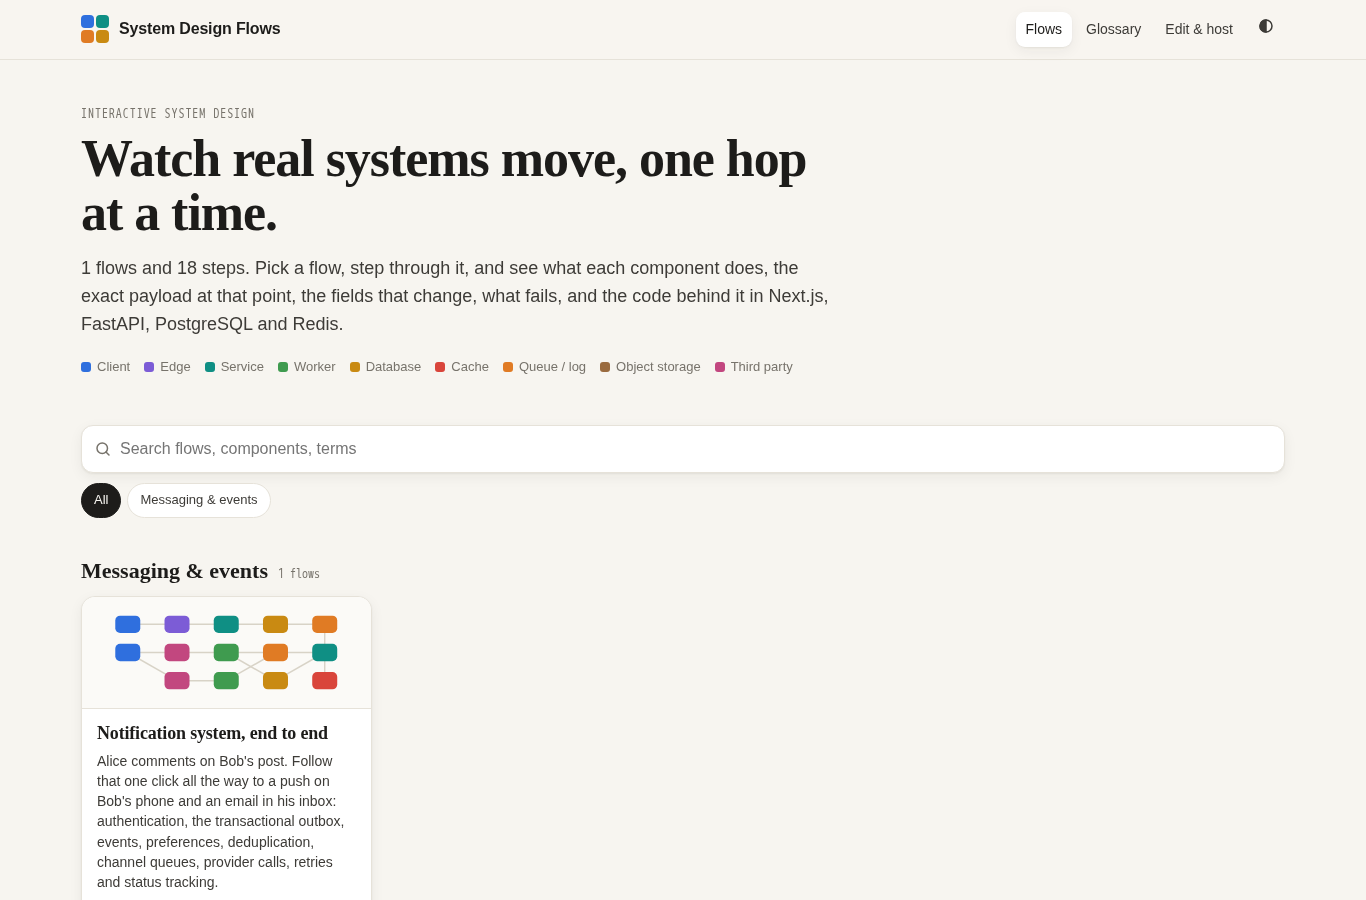 System Design Flows
Flows
Glossary
Edit & host
INTERACTIVE SYSTEM DESIGN
Watch real systems move, one hop
at a time.
1 flows and 18 steps. Pick a flow, step through it, and see what each component does, the
exact payload at that point, the fields that change, what fails, and the code behind it in Next.js,
FastAPI, PostgreSQL and Redis.
Client
Edge
Service
Worker
Database
Cache
Queue / log
Object storage
Third party
Search flows, components, terms
All
Messaging & events
Messaging & events 1 flows
Notification system, end to end
Alice comments on Bob's post. Follow
that one click all the way to a push on
Bob's phone and an email in his inbox:
authentication, the transactional outbox,
events, preferences, deduplication,
channel queues, provider calls, retries
and status tracking.